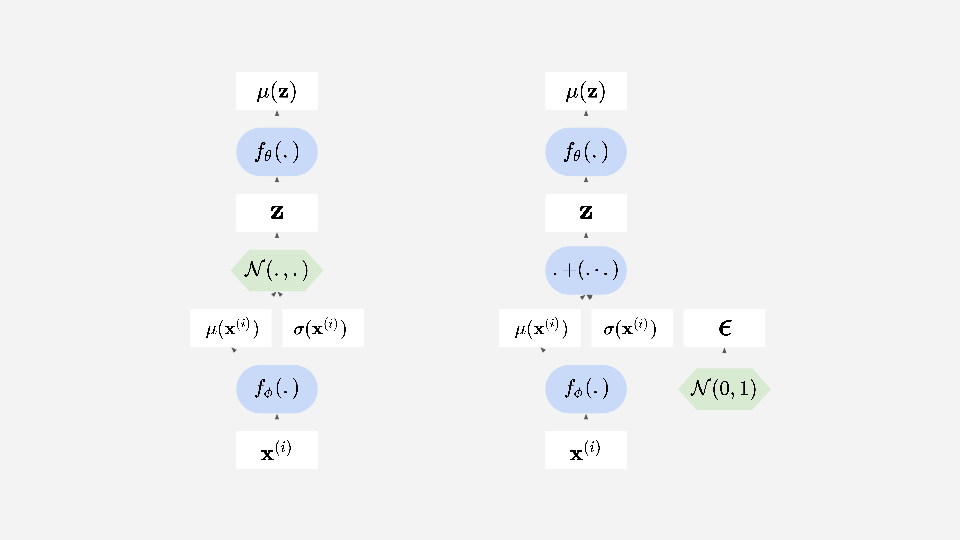 μ(𝐳)
f_θ(.)
𝐳
𝒩(.,.)
μ(𝐱^(i)) σ(𝐱^(i))
f_ϕ(.)
𝐱^(i)
μ(𝐳)
f_θ(.)
𝐳
.+(.·.)
μ(𝐱^(i)) σ(𝐱^(i)) ϵ
f_ϕ(.) 𝒩(0,1)
𝐱^(i)